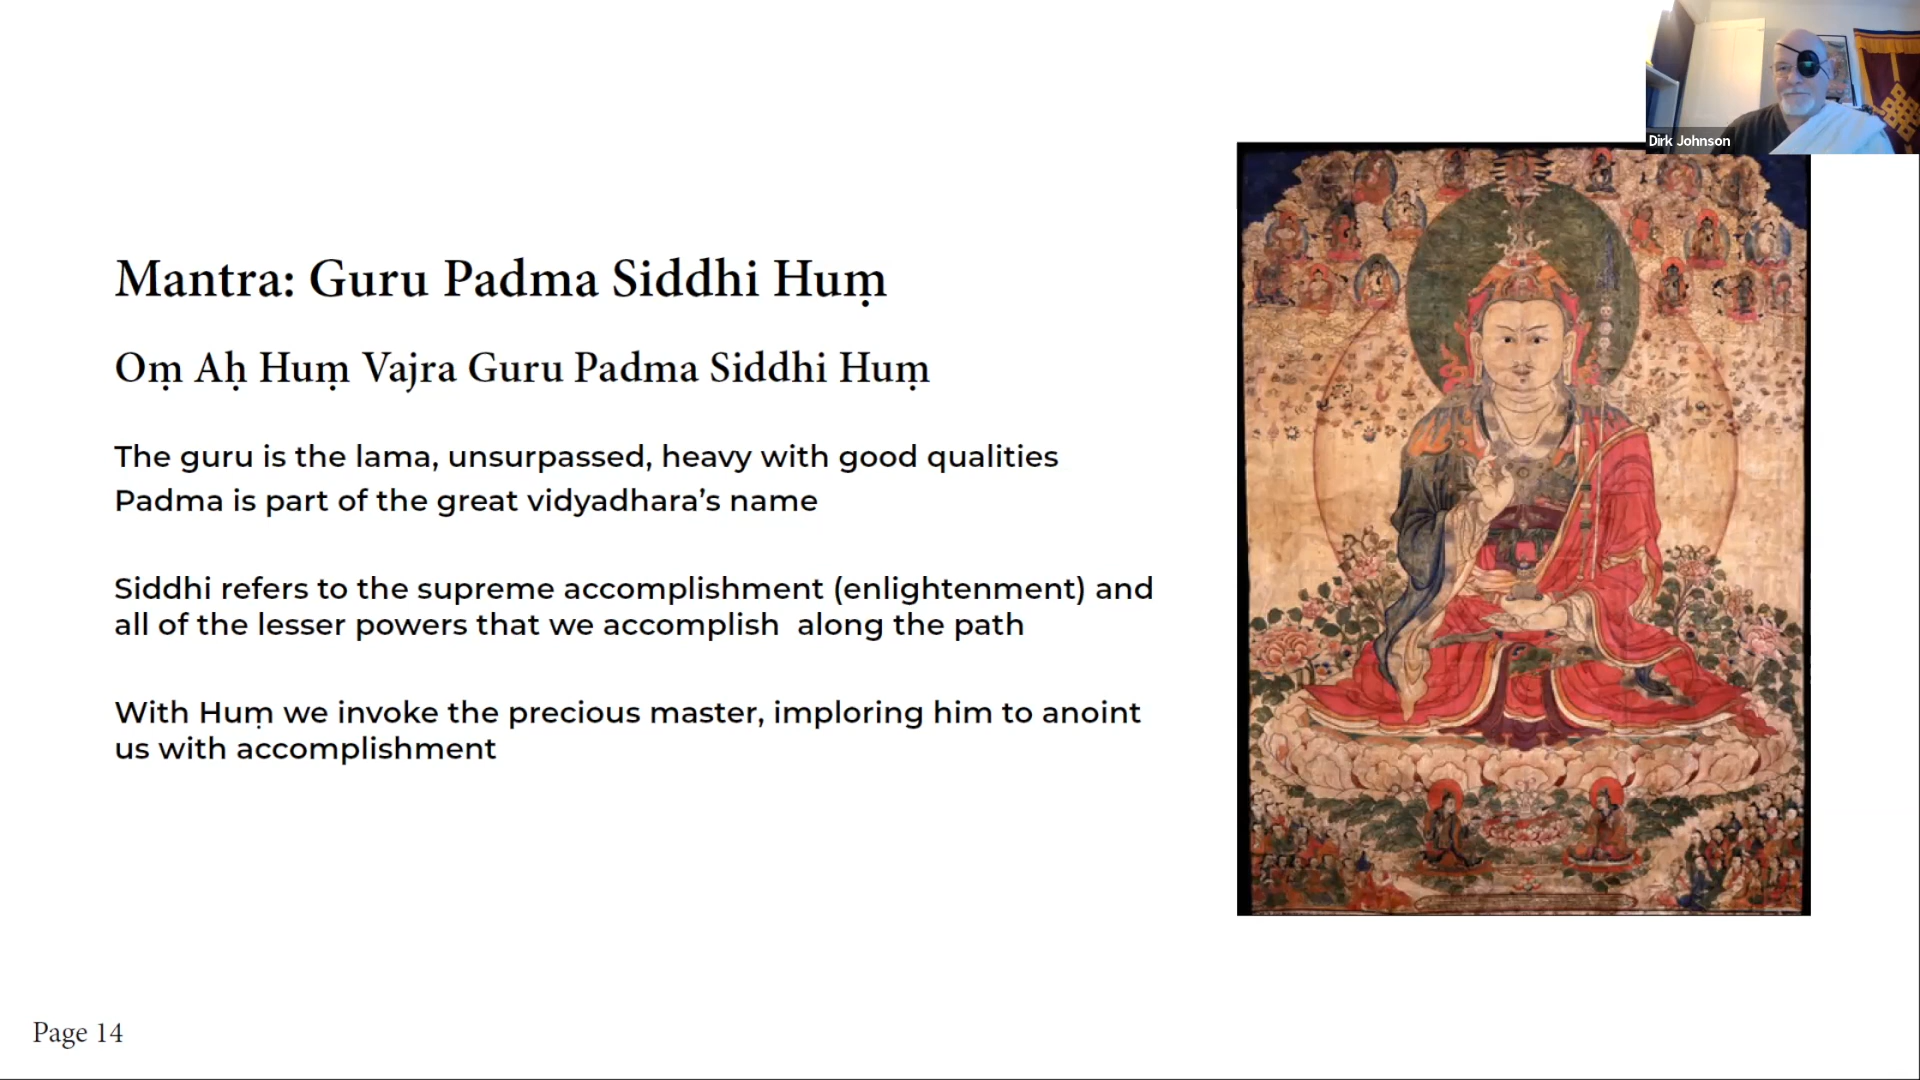 Dirk Johnson
Mantra: Guru Padma Siddhi Huṃ
Oṃ Aḥ Huṃ Vajra Guru Padma Siddhi Huṃ
The guru is the lama, unsurpassed, heavy with good qualities
Padma is part of the great vidyadhara’s name
Siddhi refers to the supreme accomplishment (enlightenment) and
all of the lesser powers that we accomplish  along the path
With Huṃ we invoke the precious master, imploring him to anoint
us with accomplishment
Page 14